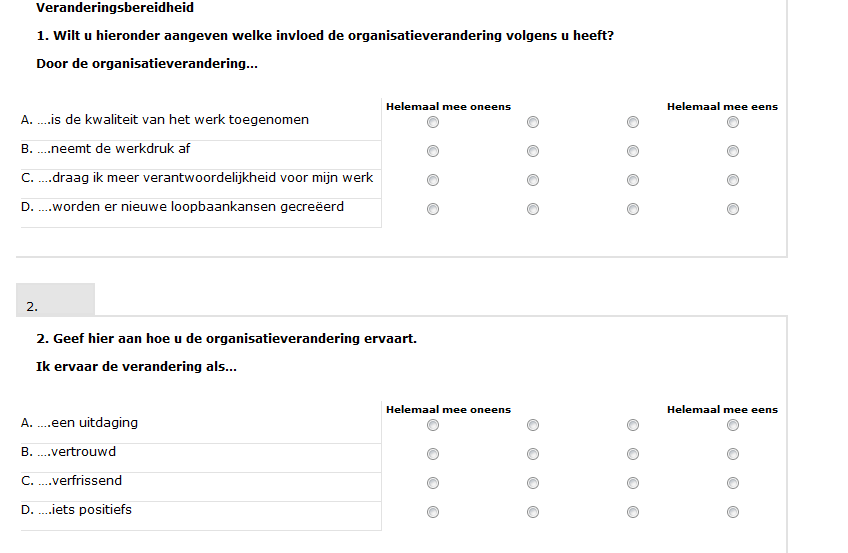 Veranderingsbereidheid
1. Wilt u hieronder aangeven welke invloed de organisatieverandering volgens u heeft?
Door de organisatieverandering...
Helemaal mee oneens Helemaal mee eens
A. ....is de kwaliteit van het werk toegenomen
B. ....neemt de werkdruk af
C. ....draag ik meer verantwoordelijkheid voor mijn werk
D. ....worden er nieuwe loopbaankansen gecreëerd
2.
2. Geef hier aan hoe u de organisatieverandering ervaart.
Ik ervaar de verandering als...
Helemaal mee oneens Helemaal mee eens
A. ....een uitdaging
B. ....vertrouwd
C. ....verfrissend
D. ....iets positiefs